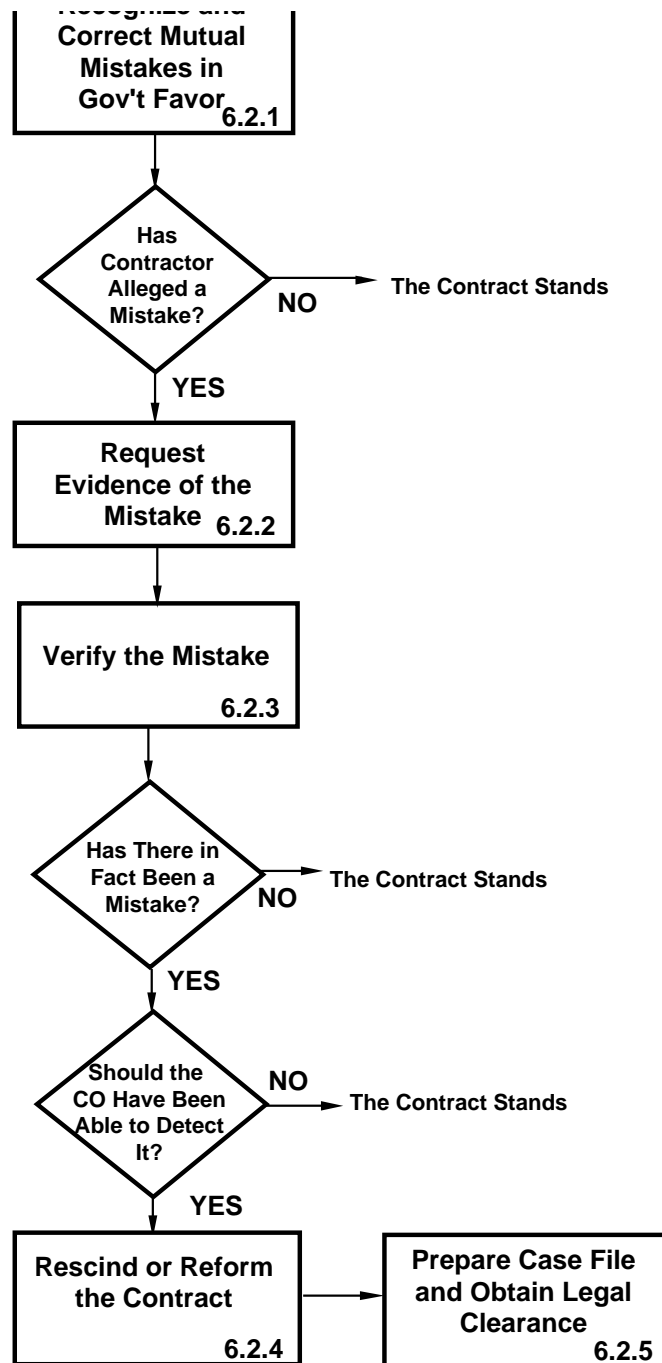 Recognize and
Correct Mutual
Mistakes in
Gov't Favor
6.2.1
Has
Contractor
Alleged a
Mistake?
NO
The Contract Stands
YES
Request
Evidence of the
Mistake
6.2.2
Verify the Mistake
6.2.3
Has There in
Fact Been a
Mistake?
NO
The Contract Stands
YES
Should the
CO Have Been
Able to Detect
It?
NO
The Contract Stands
YES
Rescind or Reform
the Contract
6.2.4
Prepare Case File
and Obtain Legal
Clearance
6.2.5